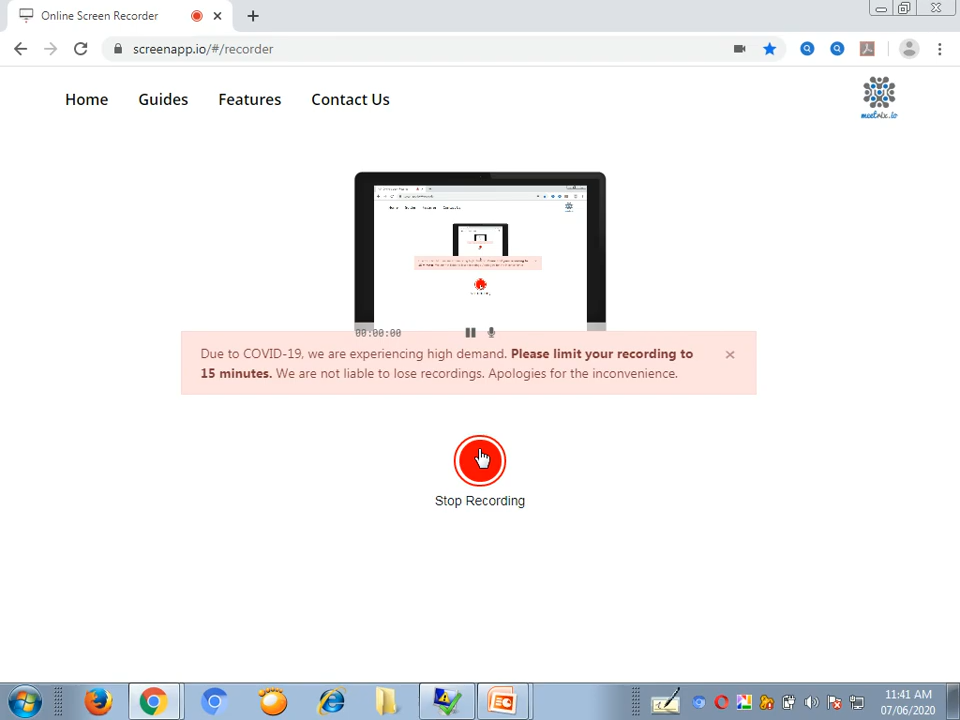 Online Screen Recorder
screenapp.io/#/recorder
Home Guides Features Contact Us
meetrix.io
00:00:00
Due to COVID-19, we are experiencing high demand. Please limit your recording to
15 minutes. We are not liable to lose recordings. Apologies for the inconvenience.
Stop Recording
11:41 AM
07/06/2020